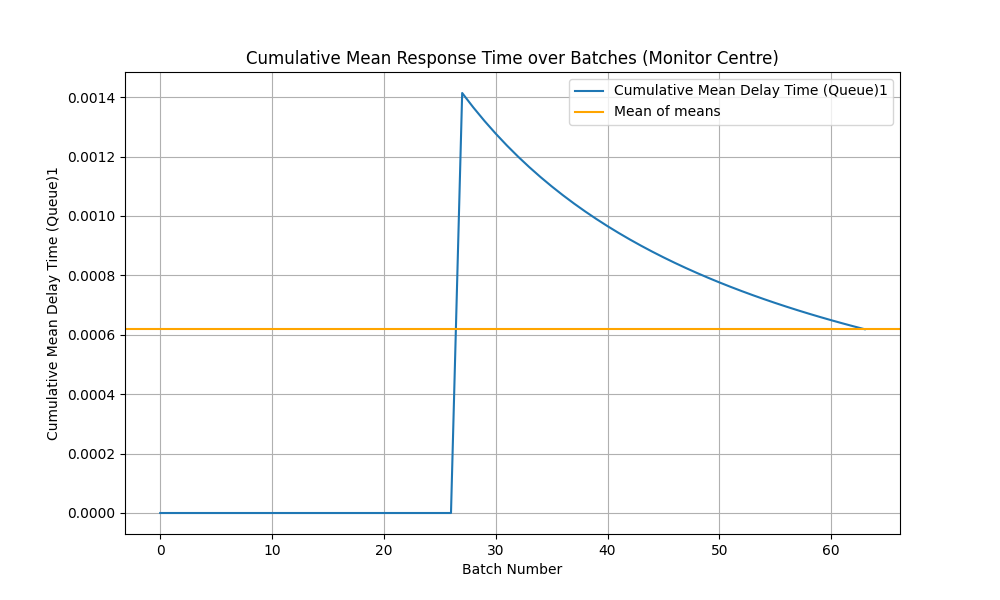 Cumulative Mean Response Time over Batches (Monitor Centre)
Cumulative Mean Delay Time (Queue)1
Mean of means
Cumulative Mean Delay Time (Queue)1
0.0014
0.0012
0.0010
0.0008
0.0006
0.0004
0.0002
0.0000
0 10 20 30 40 50 60
Batch Number